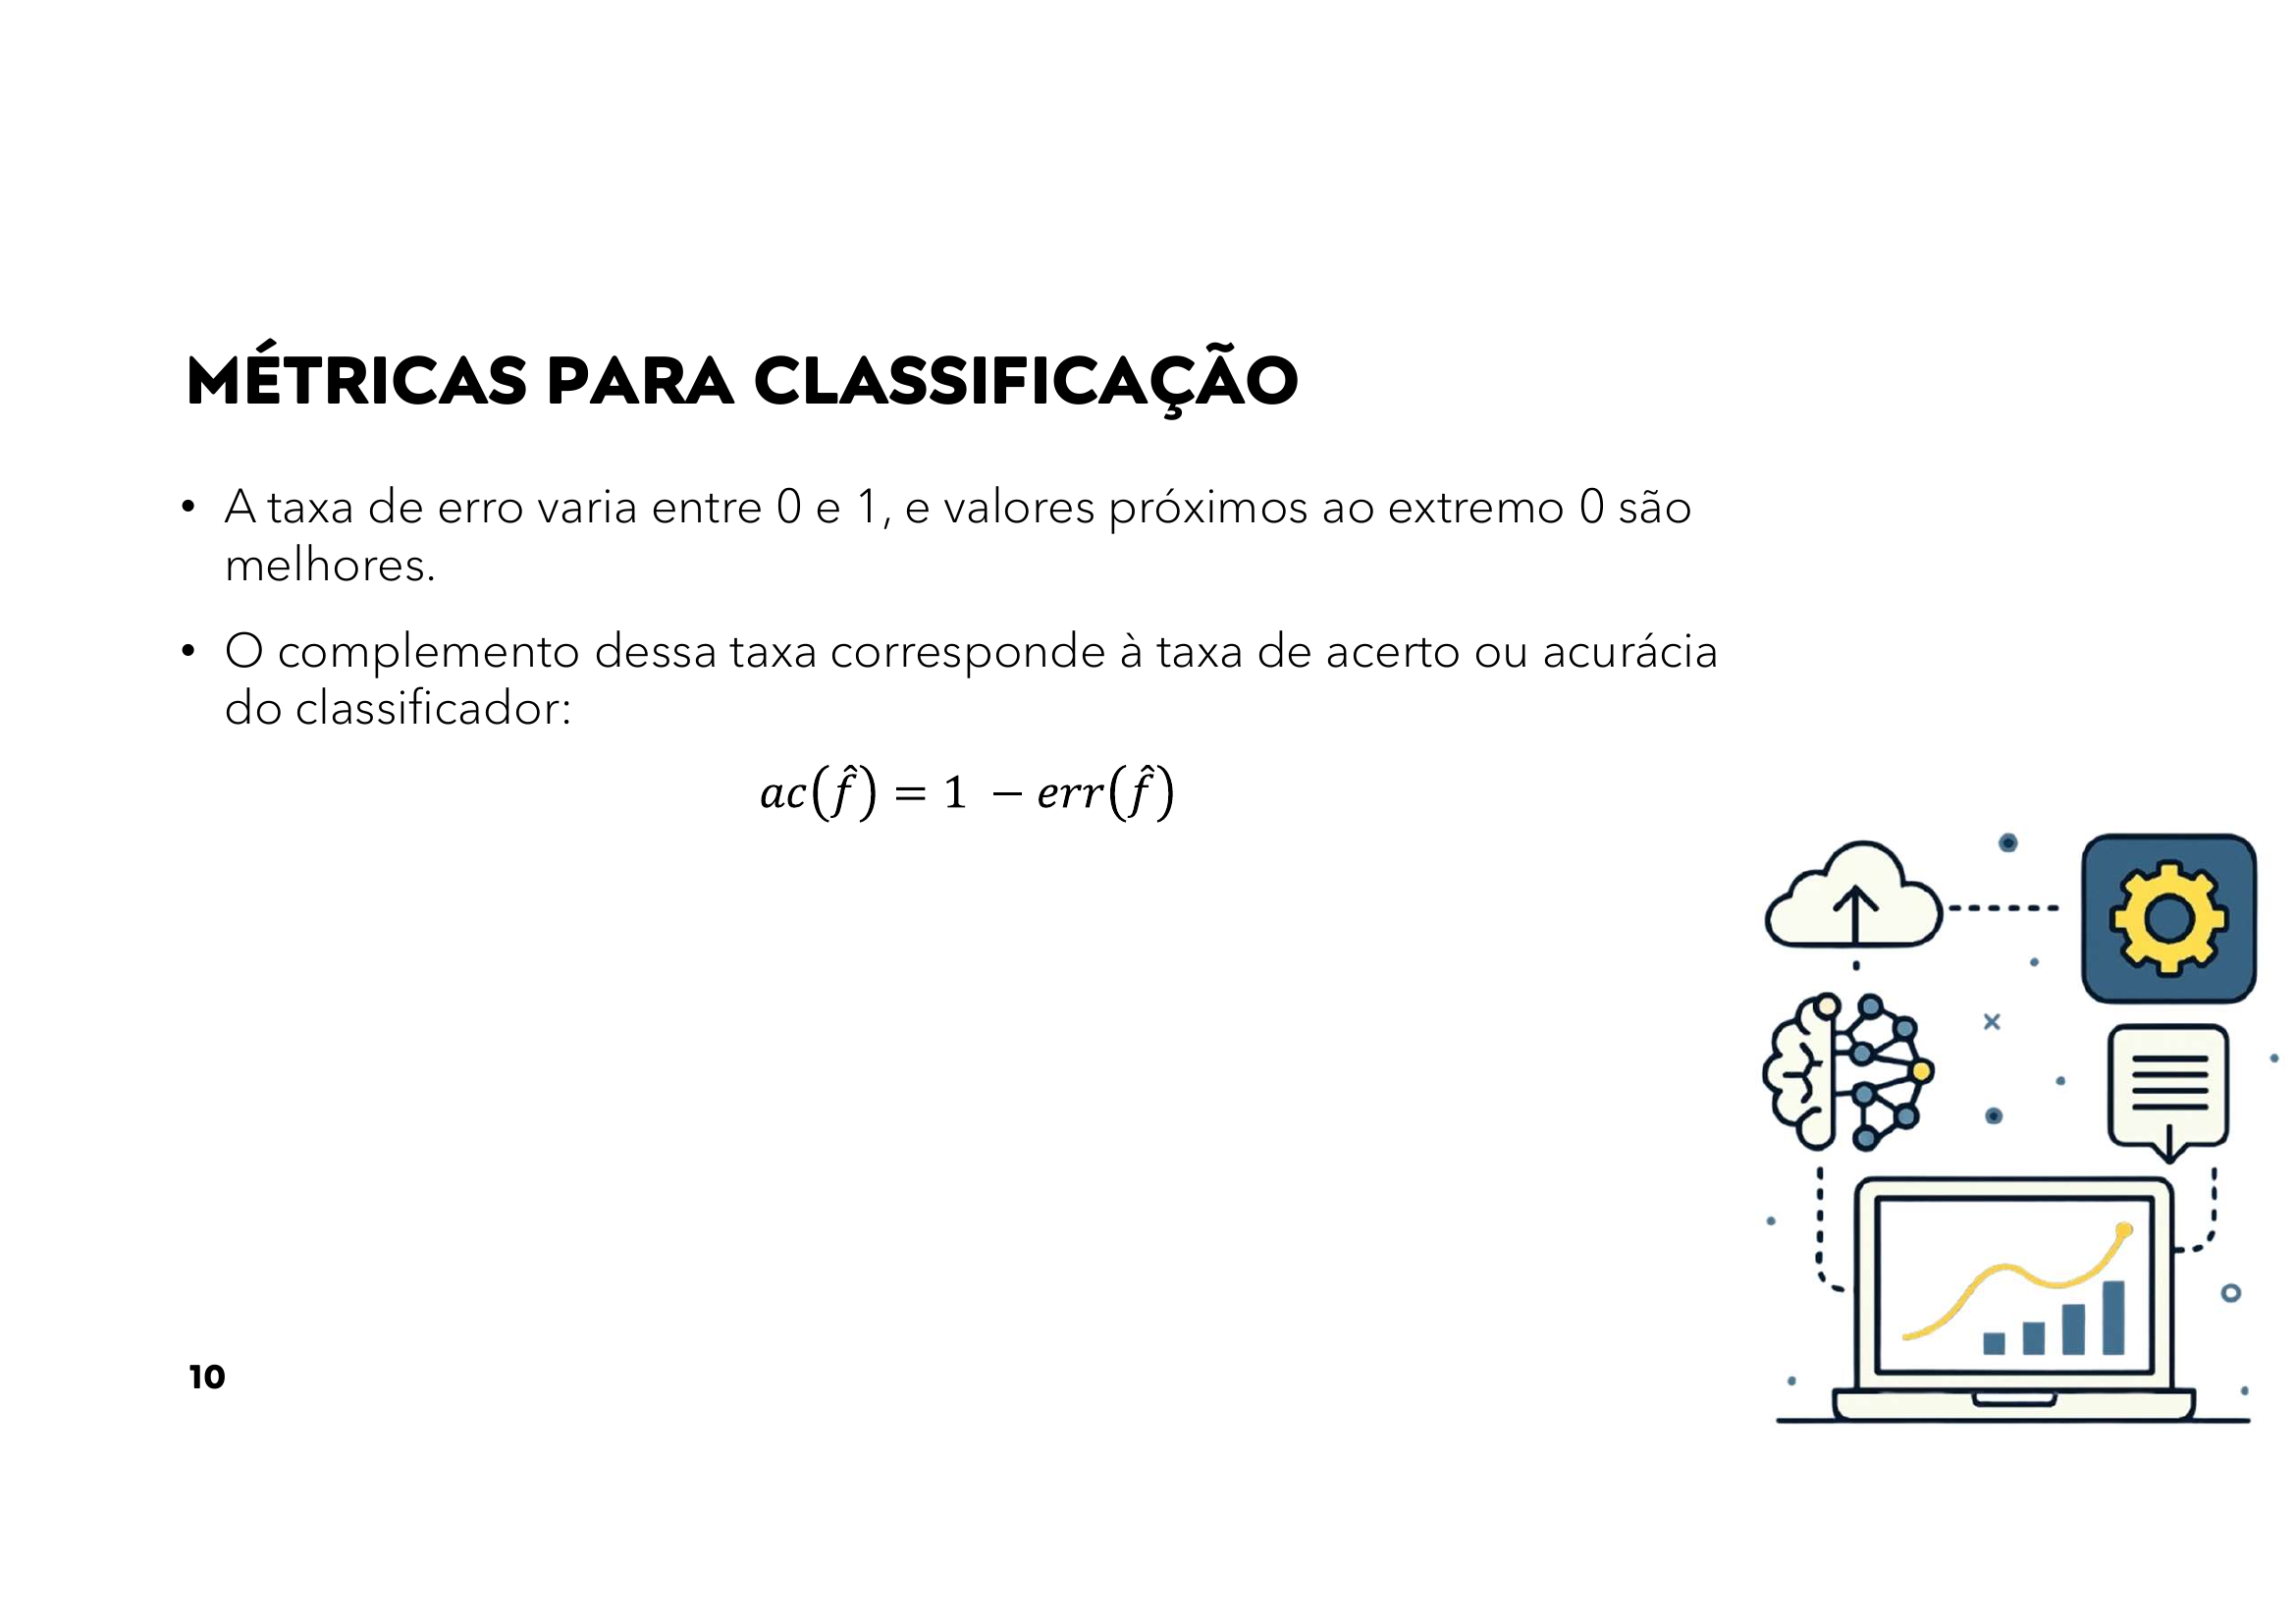 MÉTRICAS PARA CLASSIFICAÇÃO
• A taxa de erro varia entre 0 e 1, e valores próximos ao extremo 0 são
melhores.
• O complemento dessa taxa corresponde à taxa de acerto ou acurácia
do classificador:
ac(f̂) = 1 − err(f̂)
10